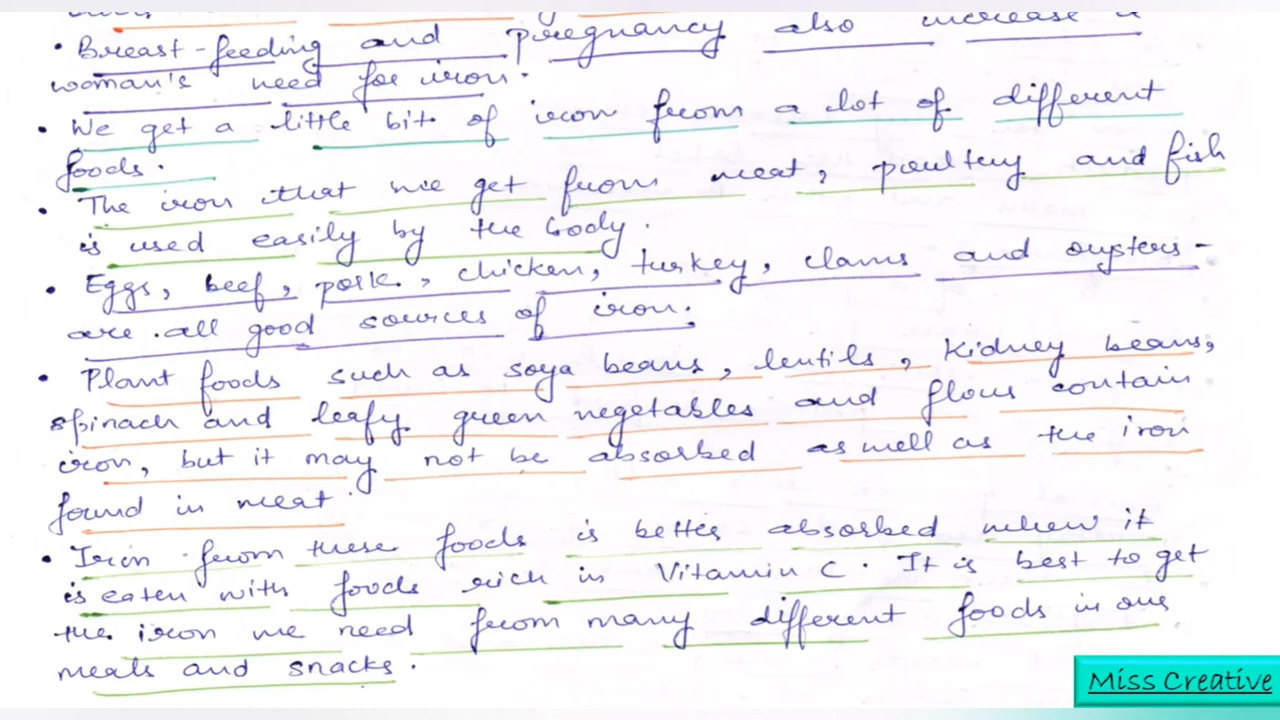 • Breast-feeding and pregnancy also increase a
woman's need for iron.
• We get a little bit of iron from a lot of different
foods.
• The iron that we get from meat, poultry and fish
is used easily by the body.
• Eggs, beef, pork, chicken, turkey, clams and oysters -
are all good sources of iron.
• Plant foods such as soya beans, lentils, kidney beans,
spinach and leafy green vegetables and flour contain
iron, but it may not be absorbed as well as the iron
found in meat.
• Iron from these foods is better absorbed when it
is eaten with foods rich in Vitamin C. It is best to get
the iron we need from many different foods in our
meals and snacks.
Miss Creative